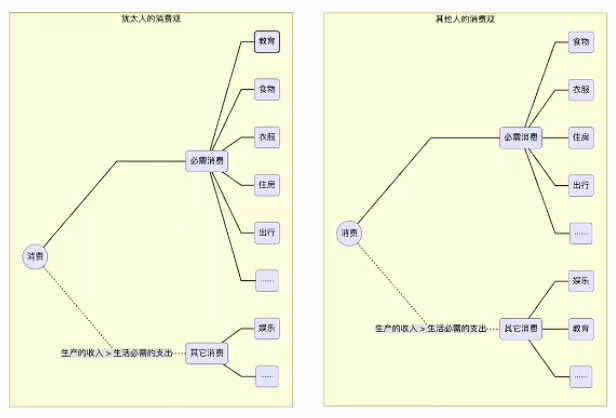 犹太人的消费观
教育
食物
衣服
必需消费
住房
出行
……
消费
娱乐
生产的收入 > 生活必需的支出
其它消费
……
其他人的消费观
食物
衣服
必需消费
住房
出行
……
消费
娱乐
生产的收入 > 生活必需的支出
其它消费
教育
……